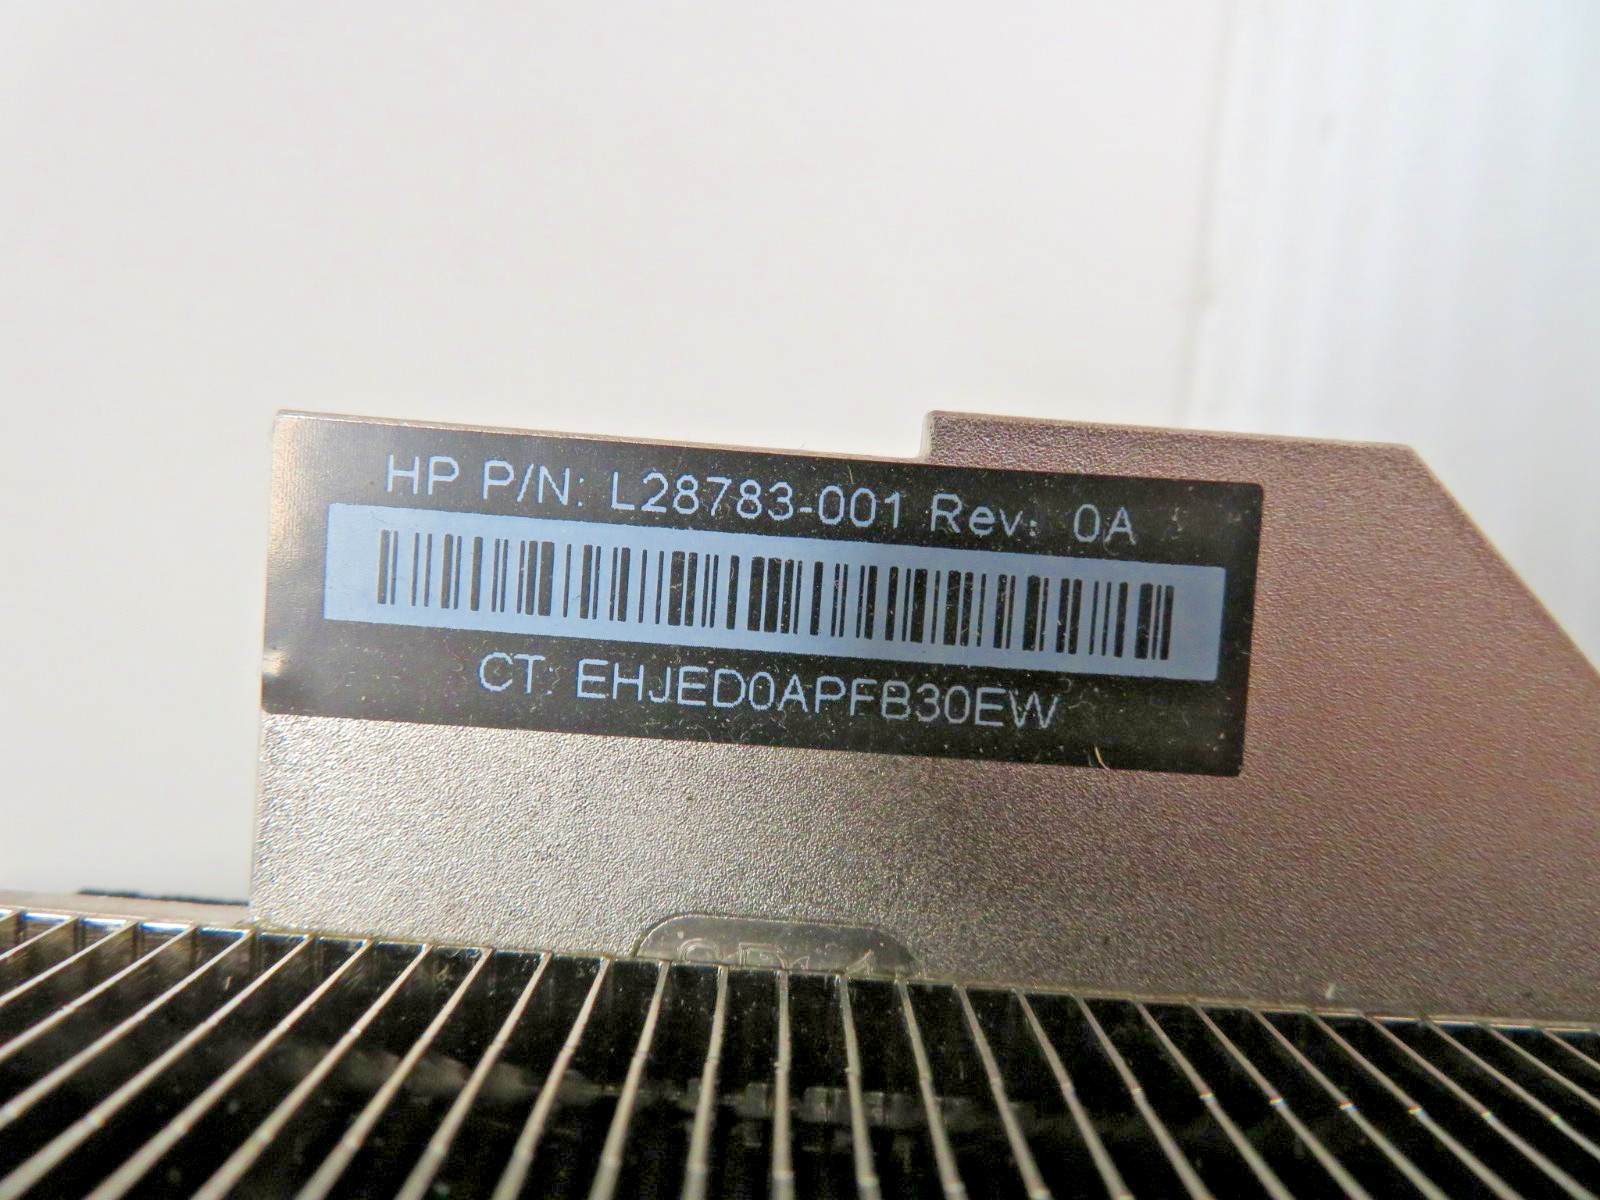 HP P/N: L28783-001 Rev: 0A
CT: EHJED0APFB30EW